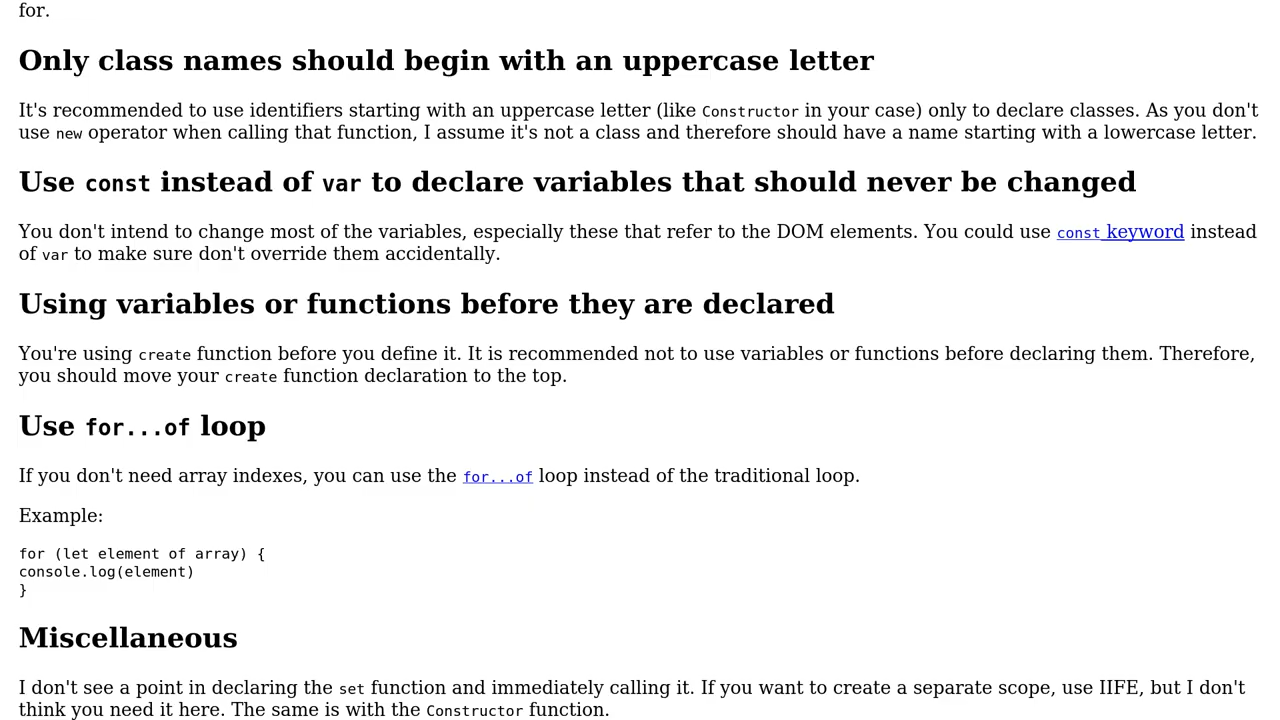 for.
Only class names should begin with an uppercase letter
It's recommended to use identifiers starting with an uppercase letter (like Constructor in your case) only to declare classes. As you don't
use new operator when calling that function, I assume it's not a class and therefore should have a name starting with a lowercase letter.
Use const instead of var to declare variables that should never be changed
You don't intend to change most of the variables, especially these that refer to the DOM elements. You could use const keyword instead
of var to make sure don't override them accidentally.
Using variables or functions before they are declared
You're using create function before you define it. It is recommended not to use variables or functions before declaring them. Therefore,
you should move your create function declaration to the top.
Use for...of loop
If you don't need array indexes, you can use the for...of loop instead of the traditional loop.
Example:
for (let element of array) {
console.log(element)
}
Miscellaneous
I don't see a point in declaring the set function and immediately calling it. If you want to create a separate scope, use IIFE, but I don't
think you need it here. The same is with the Constructor function.